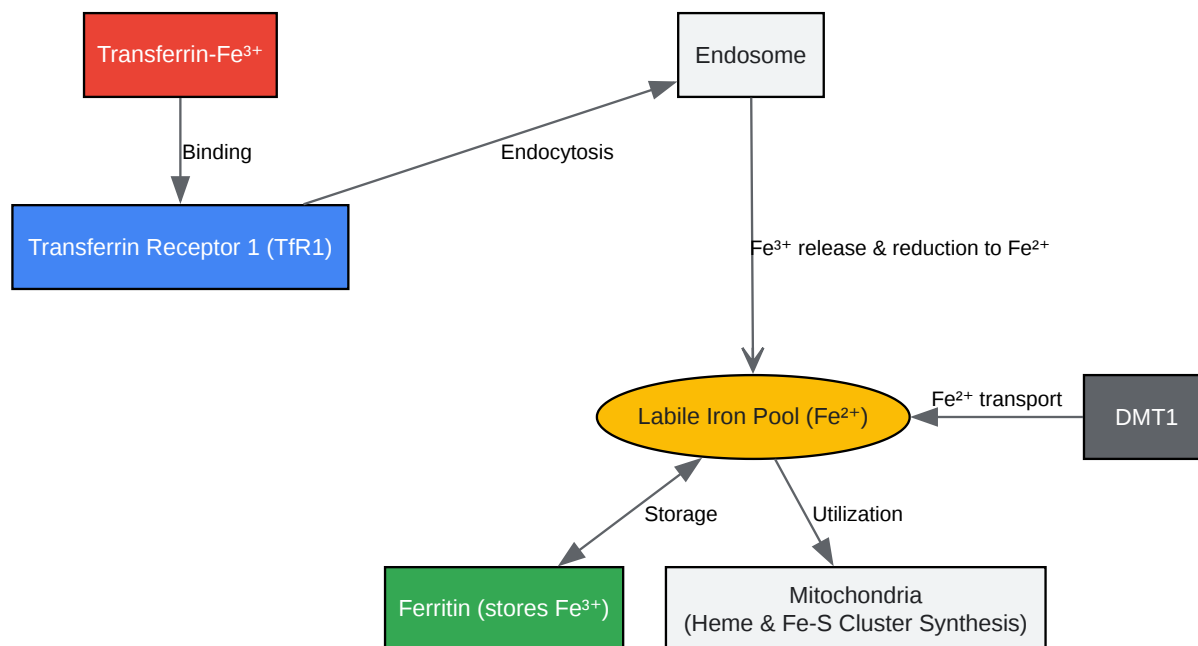 Transferrin-Fe³⁺
Endosome
Binding
Endocytosis
Transferrin Receptor 1 (TfR1)
Fe³⁺ release & reduction to Fe²⁺
Fe²⁺ transport
Labile Iron Pool (Fe²⁺)
DMT1
Storage
Utilization
Ferritin (stores Fe³⁺)
Mitochondria
(Heme & Fe-S Cluster Synthesis)